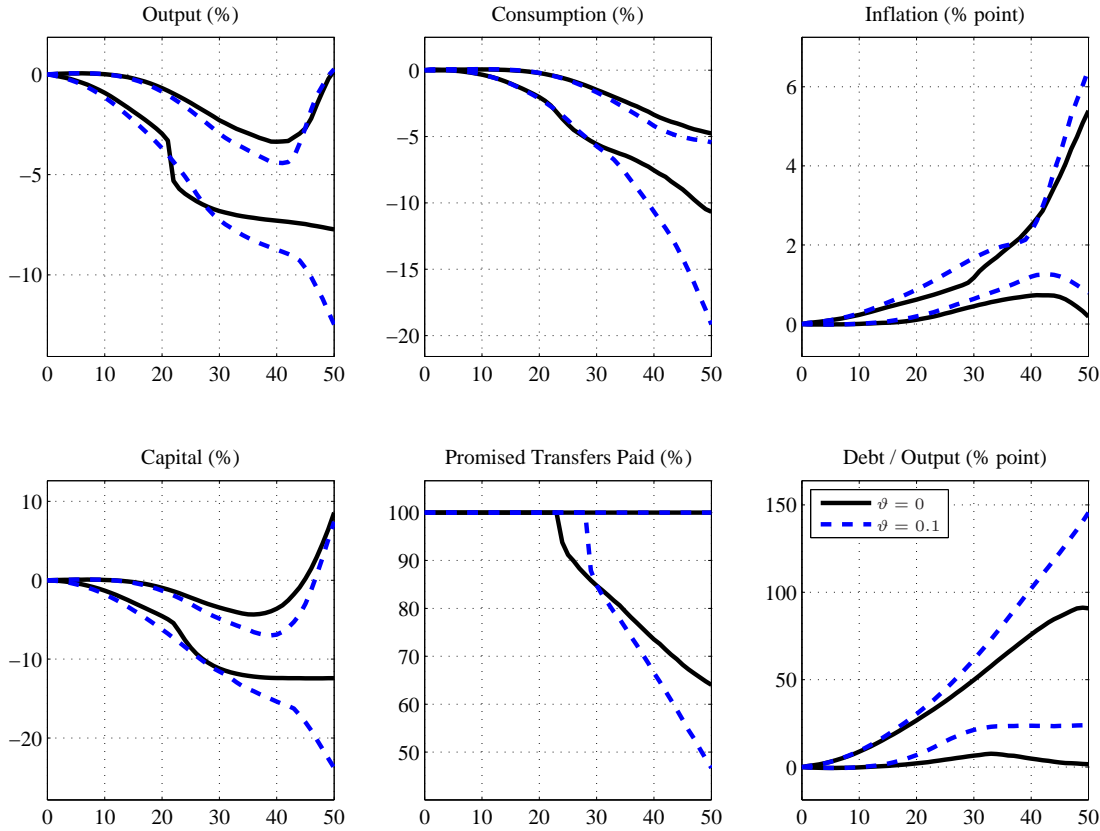 Output (%)
0
−5
−10
0 10 20 30 40 50
Consumption (%)
0
−5
−10
−15
−20
0 10 20 30 40 50
Inflation (% point)
6
4
2
0
0 10 20 30 40 50
Capital (%)
10
0
−10
−20
0 10 20 30 40 50
Promised Transfers Paid (%)
100
90
80
70
60
50
0 10 20 30 40 50
Debt / Output (% point)
150
100
50
0
ϑ = 0
ϑ = 0.1
0 10 20 30 40 50